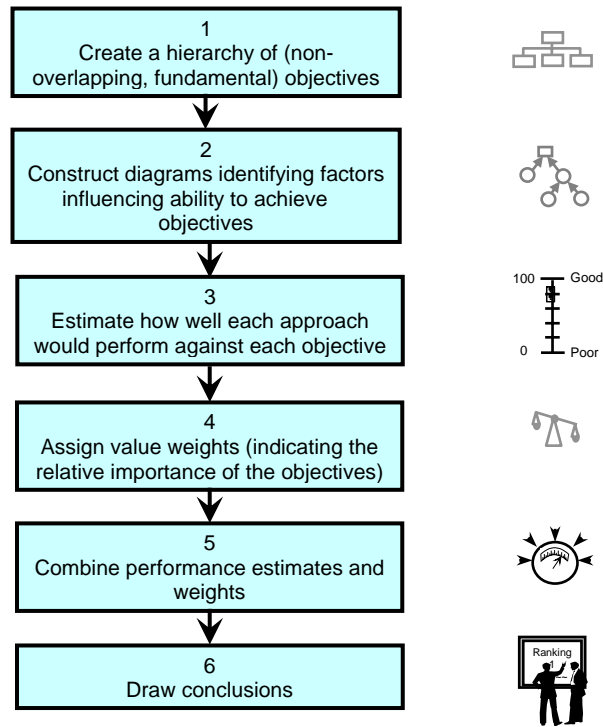 1
Create a hierarchy of (non-
overlapping, fundamental) objectives
2
Construct diagrams identifying factors
influencing ability to achieve
objectives
3
Estimate how well each approach
would perform against each objective
100
Good
0
Poor
4
Assign value weights (indicating the
relative importance of the objectives)
5
Combine performance estimates and
weights
6
Draw conclusions
Ranking
1